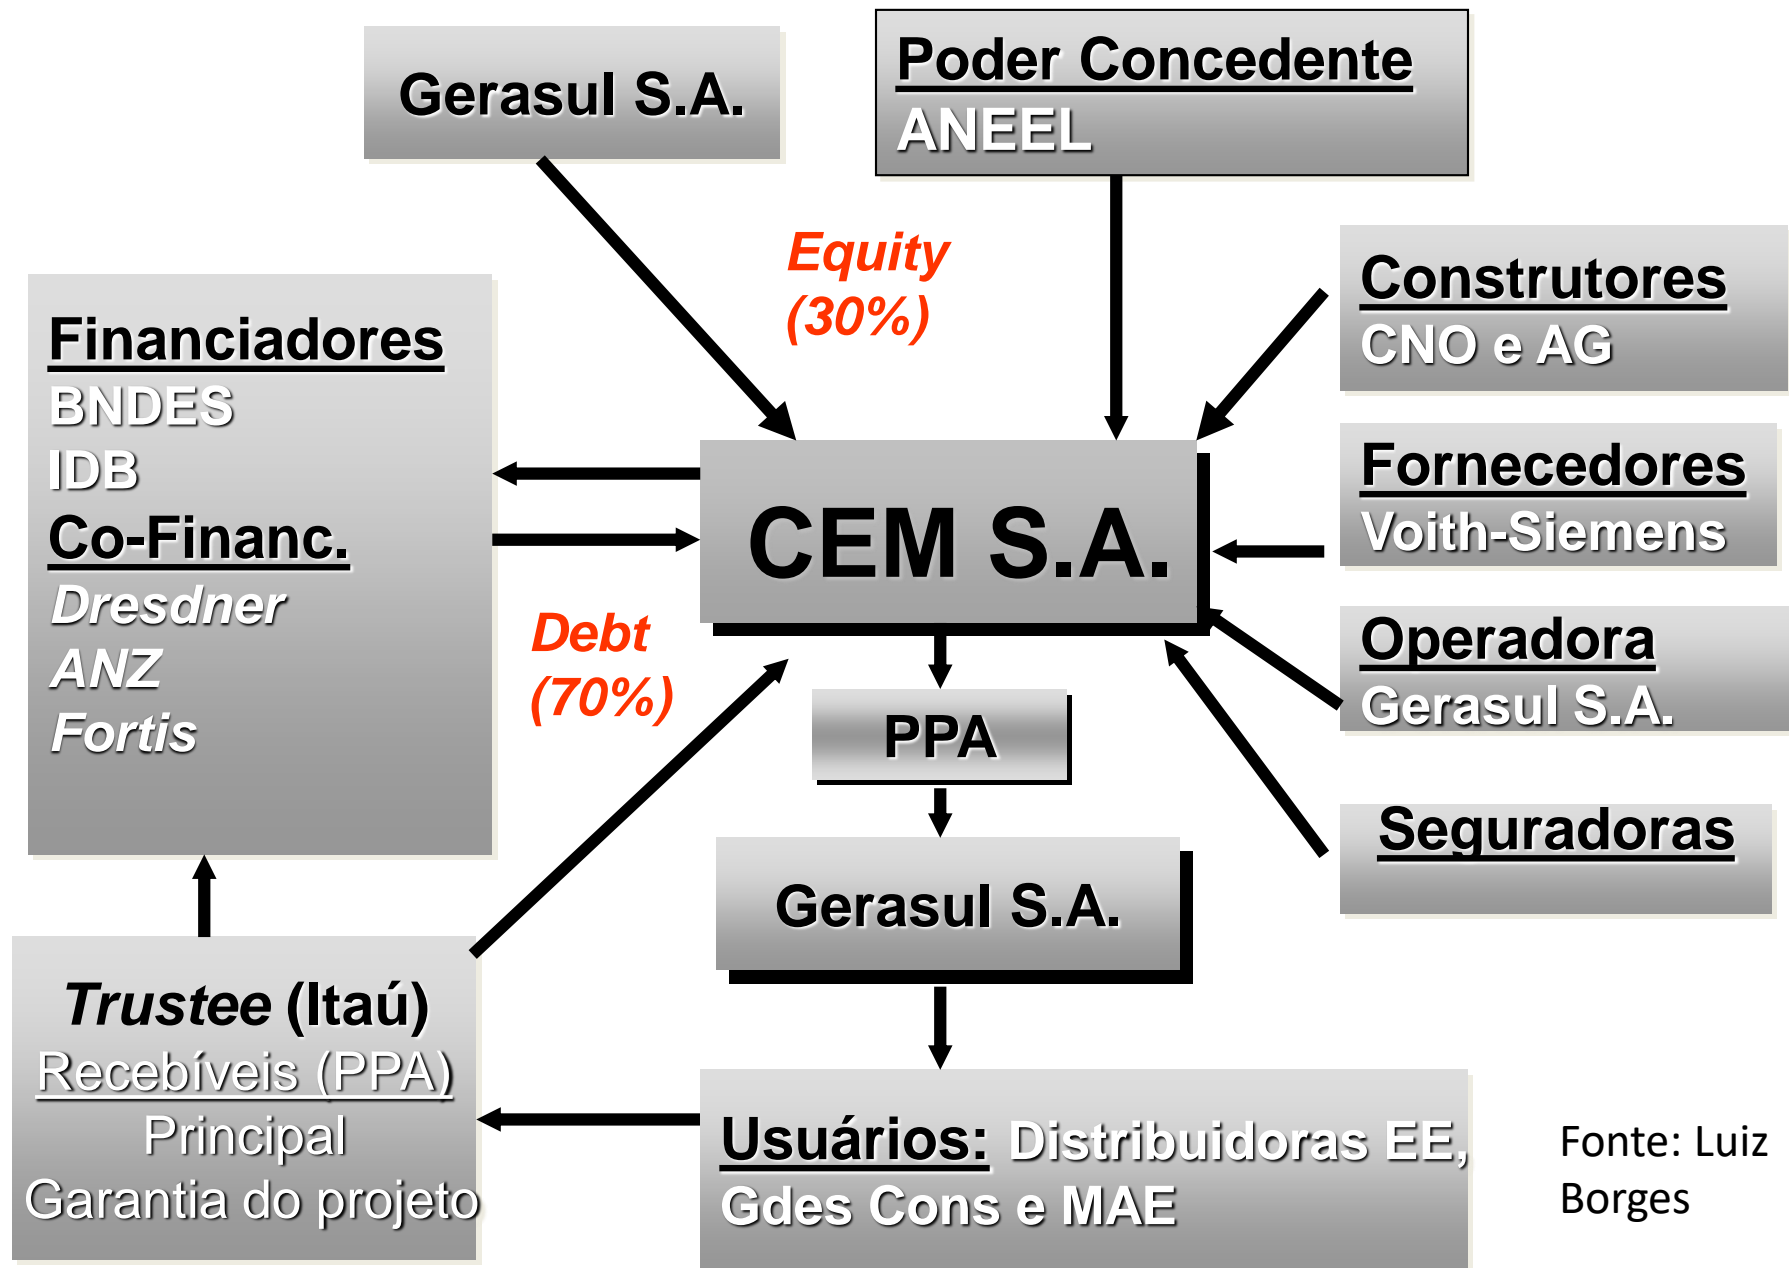 Gerasul S.A.
Poder Concedente
ANEEL
Equity
(30%)
Financiadores
BNDES
IDB
Co-Financ.
Dresdner
ANZ
Fortis
Construtores
CNO e AG
Fornecedores
Voith-Siemens
CEM S.A.
Debt
(70%)
Operadora
Gerasul S.A.
PPA
Seguradoras
Gerasul S.A.
Trustee (Itaú)
Recebíveis (PPA)
Principal
Garantia do projeto
Usuários: Distribuidoras EE,
Gdes Cons e MAE
Fonte: Luiz
Borges